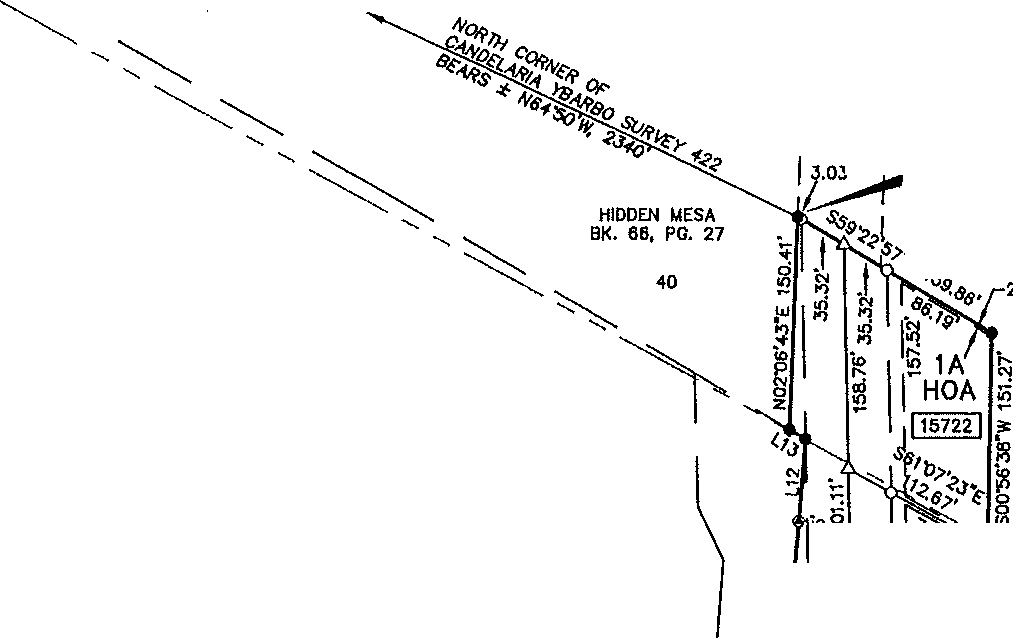 NORTH CORNER OF
CANDELARIA YBARBO SURVEY 422
BEARS ± N64°50'W, 2340'
3.03
HIDDEN MESA
BK. 66, PG. 27
40
S59°22'57
N02°06'43"E 150.41'
35.32'
35.32'
86.19'
158.76'
157.52'
1A
HOA
15722
S00°56'38"W 151.27'
L13
L12
S61°07'23"E
01.11'